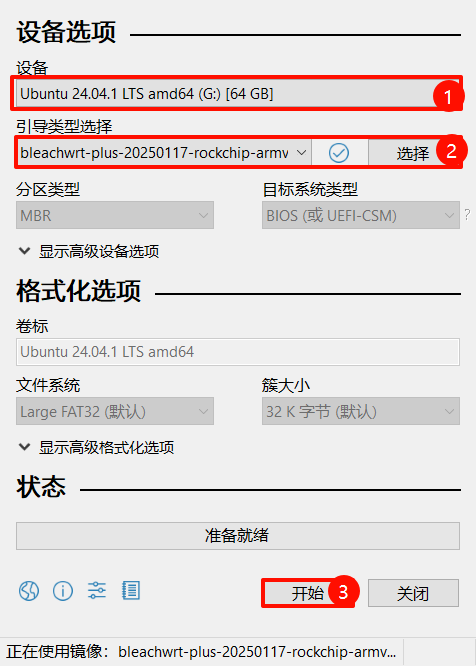 设备选项
设备
Ubuntu 24.04.1 LTS amd64 (G:) [64 GB]
1
引导类型选择
bleachwrt-plus-20250117-rockchip-armv
选择
2
分区类型
目标系统类型
MBR
BIOS (或 UEFI-CSM)
?
显示高级设备选项
格式化选项
卷标
Ubuntu 24.04.1 LTS amd64
文件系统
簇大小
Large FAT32 (默认)
32 K 字节 (默认)
显示高级格式化选项
状态
准备就绪
开始
3
关闭
正在使用镜像: bleachwrt-plus-20250117-rockchip-armv...